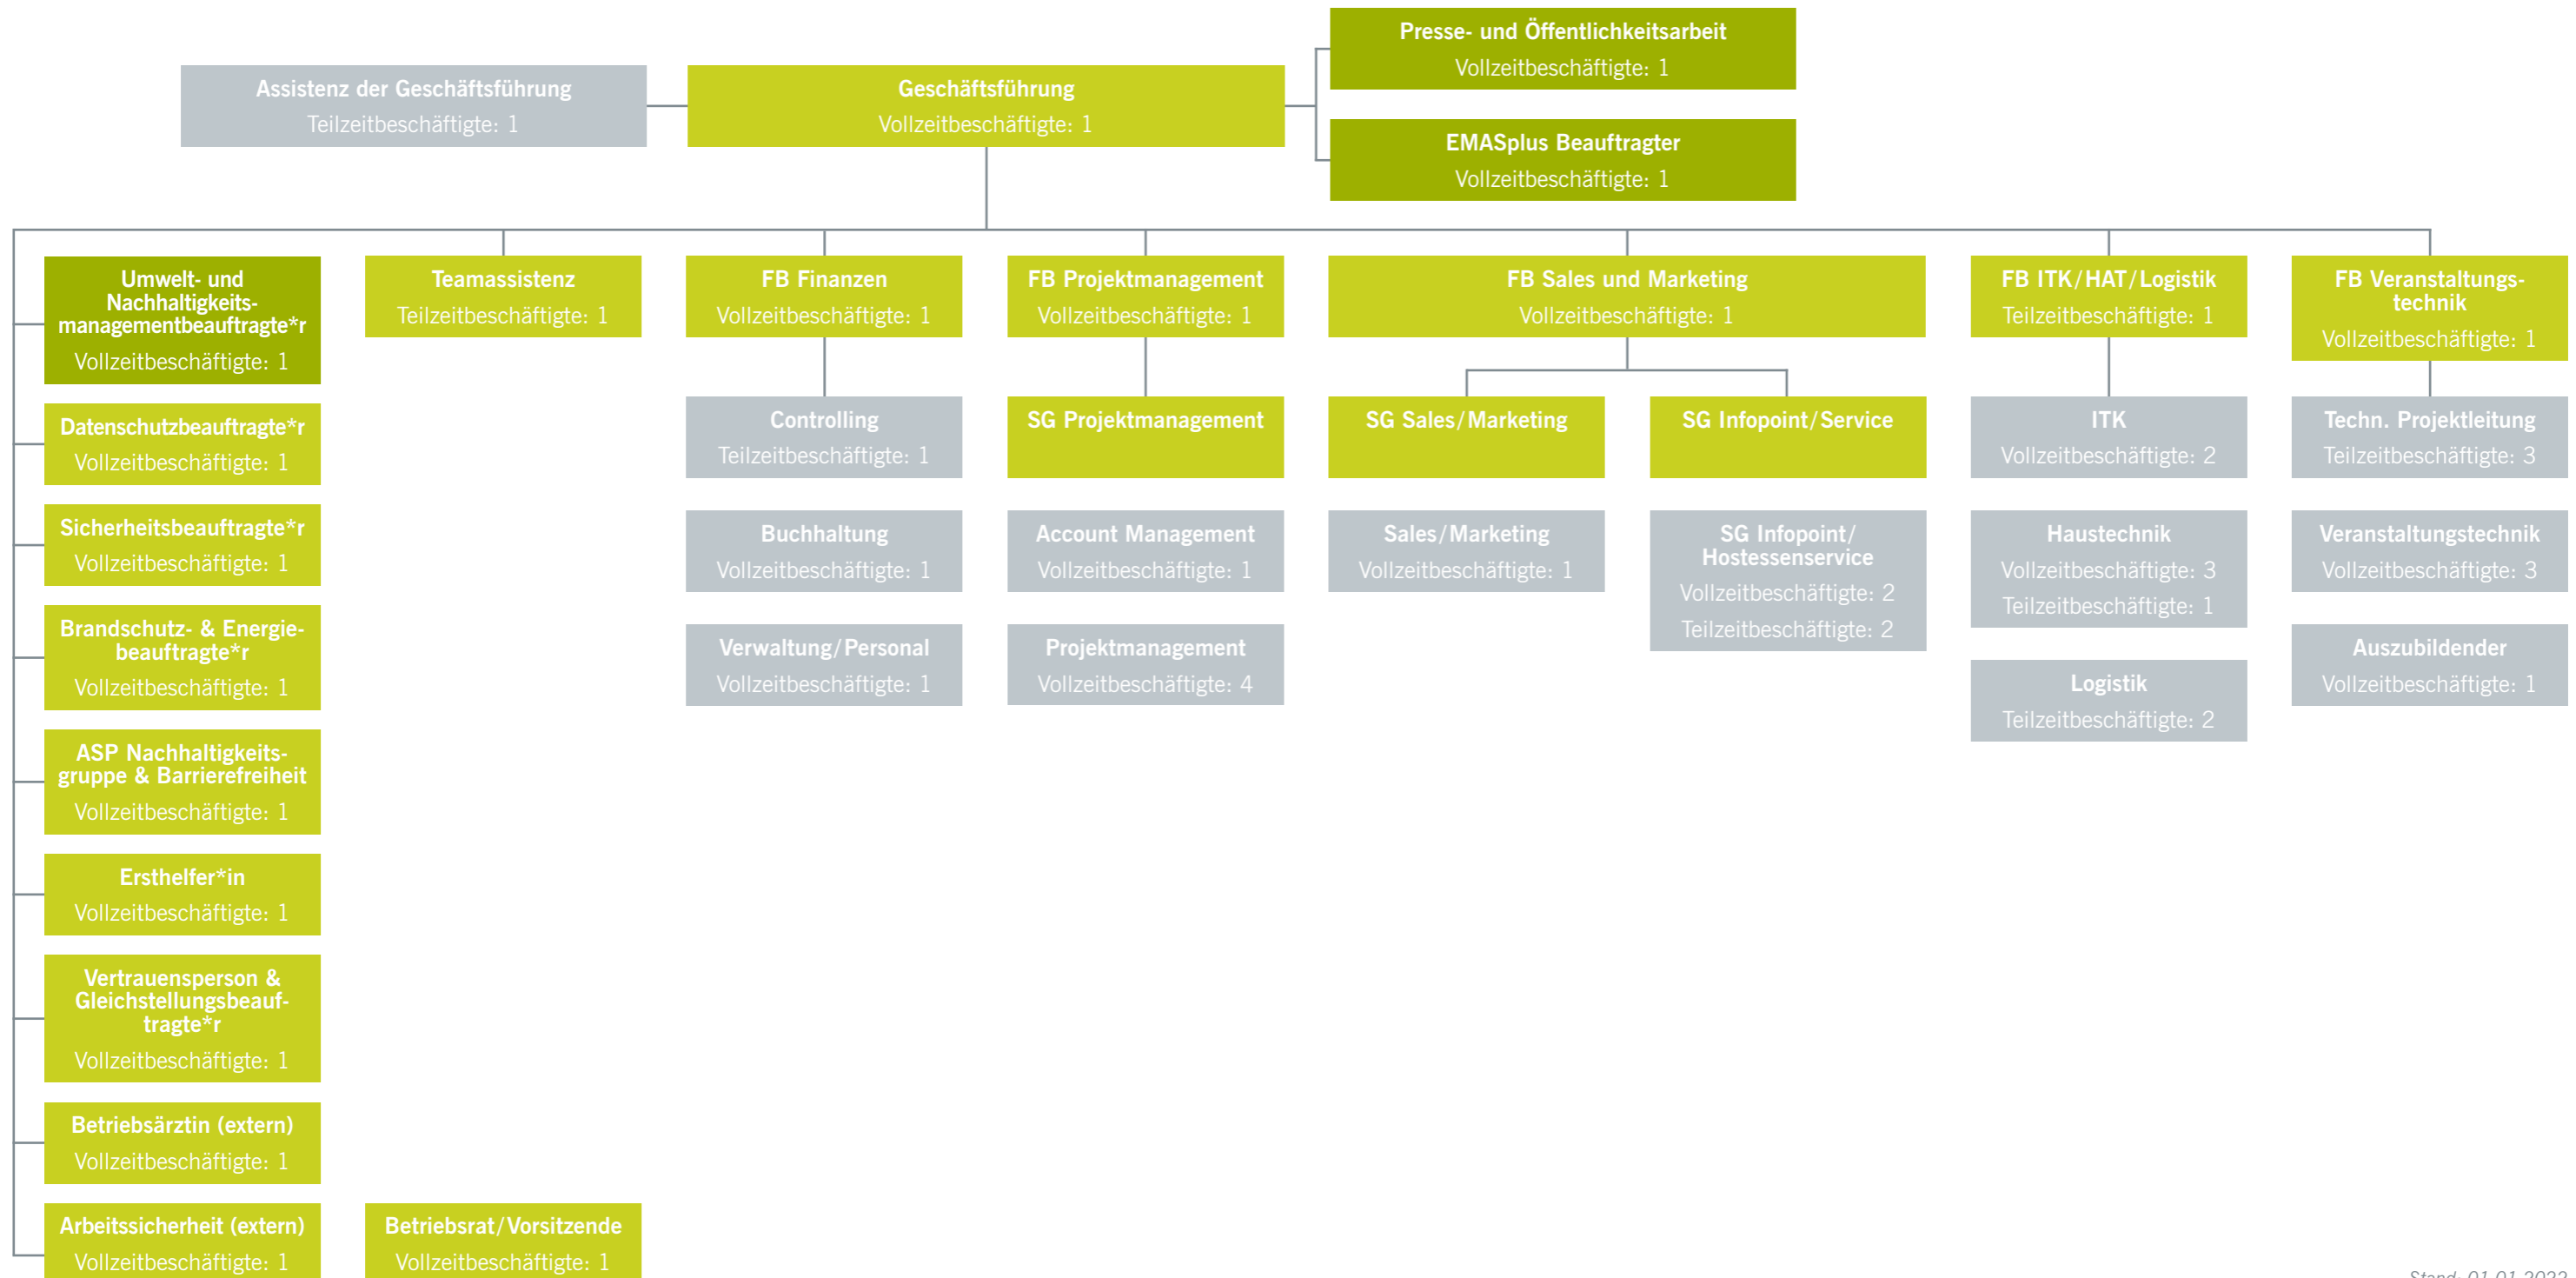 Presse- und Öffentlichkeitsarbeit
Vollzeitbeschäftigte: 1
Assistenz der Geschäftsführung
Teilzeitbeschäftigte: 1
Geschäftsführung
Vollzeitbeschäftigte: 1
EMASplus Beauftragter
Vollzeitbeschäftigte: 1
Umwelt- und
Nachhaltigkeits-
managementbeauftragte*r
Vollzeitbeschäftigte: 1
Datenschutzbeauftragte*r
Vollzeitbeschäftigte: 1
Sicherheitsbeauftragte*r
Vollzeitbeschäftigte: 1
Brandschutz- & Energie-
beauftragte*r
Vollzeitbeschäftigte: 1
ASP Nachhaltigkeits-
gruppe & Barrierefreiheit
Vollzeitbeschäftigte: 1
Ersthelfer*in
Vollzeitbeschäftigte: 1
Vertrauensperson &
Gleichstellungsbeauf-
tragte*r
Vollzeitbeschäftigte: 1
Betriebsärztin (extern)
Vollzeitbeschäftigte: 1
Arbeitssicherheit (extern)
Vollzeitbeschäftigte: 1
Teamassistenz
Teilzeitbeschäftigte: 1
Betriebsrat/Vorsitzende
Vollzeitbeschäftigte: 1
FB Finanzen
Vollzeitbeschäftigte: 1
Controlling
Teilzeitbeschäftigte: 1
Buchhaltung
Vollzeitbeschäftigte: 1
Verwaltung/Personal
Vollzeitbeschäftigte: 1
FB Projektmanagement
Vollzeitbeschäftigte: 1
SG Projektmanagement
Account Management
Vollzeitbeschäftigte: 1
Projektmanagement
Vollzeitbeschäftigte: 4
FB Sales und Marketing
Vollzeitbeschäftigte: 1
SG Sales/Marketing
Sales/Marketing
Vollzeitbeschäftigte: 1
SG Infopoint/Service
SG Infopoint/
Hostessenservice
Vollzeitbeschäftigte: 2
Teilzeitbeschäftigte: 2
FB ITK/HAT/Logistik
Teilzeitbeschäftigte: 1
ITK
Vollzeitbeschäftigte: 2
Haustechnik
Vollzeitbeschäftigte: 3
Teilzeitbeschäftigte: 1
Logistik
Teilzeitbeschäftigte: 2
FB Veranstaltungs-
technik
Vollzeitbeschäftigte: 1
Techn. Projektleitung
Teilzeitbeschäftigte: 3
Veranstaltungstechnik
Vollzeitbeschäftigte: 3
Auszubildender
Vollzeitbeschäftigte: 1
Stand: 01.01.2022